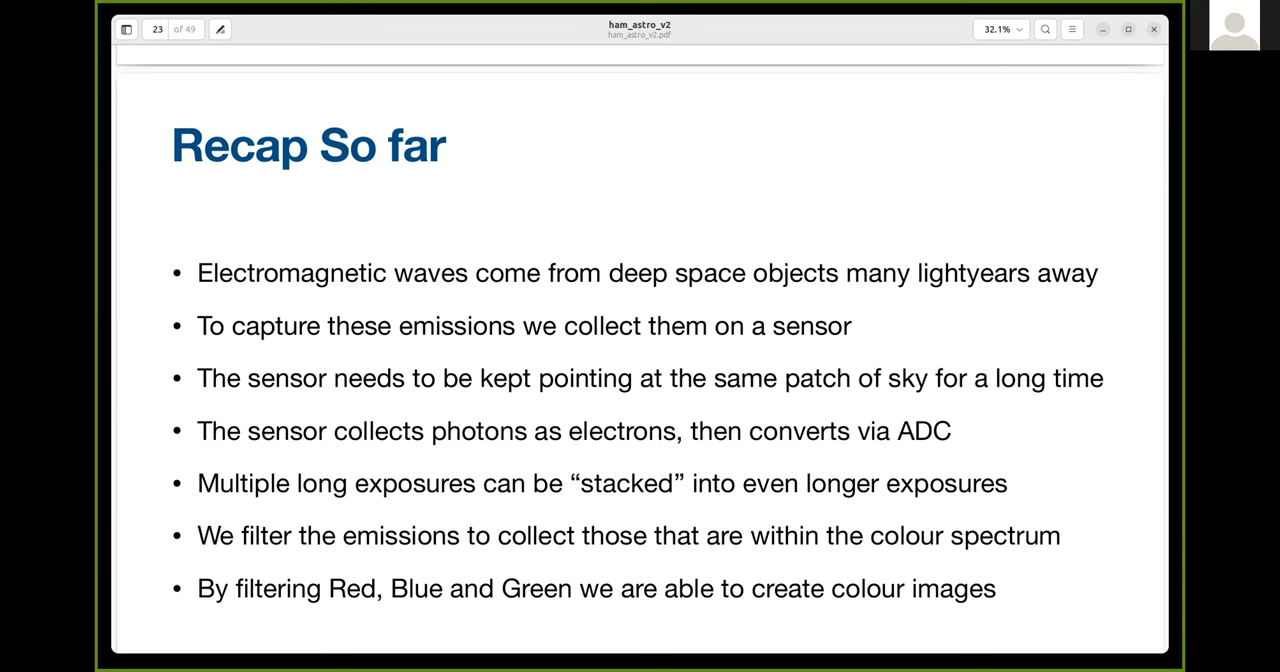 23 of 49
ham_astro_v2
ham_astro_v2.pdf
32.1%
Recap So far
• Electromagnetic waves come from deep space objects many lightyears away
• To capture these emissions we collect them on a sensor
• The sensor needs to be kept pointing at the same patch of sky for a long time
• The sensor collects photons as electrons, then converts via ADC
• Multiple long exposures can be “stacked” into even longer exposures
• We filter the emissions to collect those that are within the colour spectrum
• By filtering Red, Blue and Green we are able to create colour images